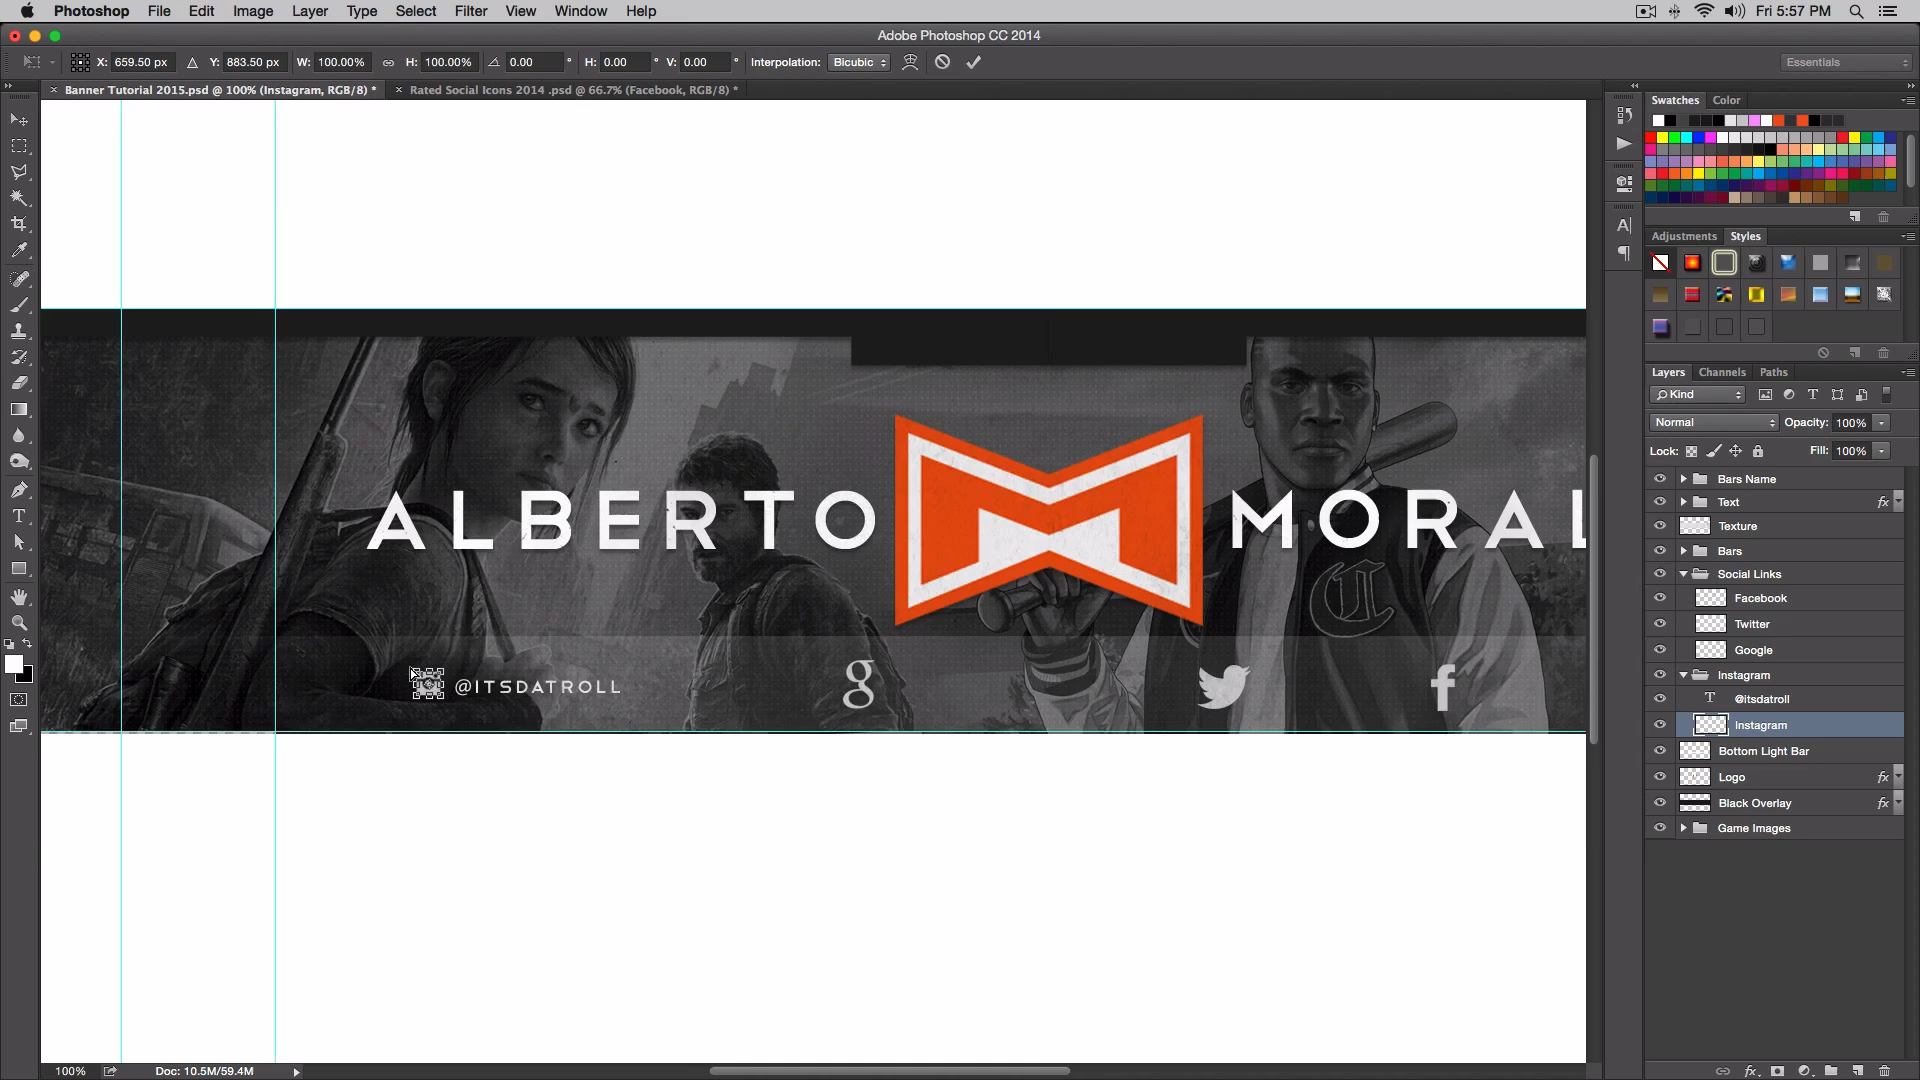 Photoshop File Edit Image Layer Type Select Filter View Window Help Fri 5:57 PM
Adobe Photoshop CC 2014
X: 659.50 px Y: 883.50 px W: 100.00% H: 100.00% 0.00 ° H: 0.00 ° V: 0.00 ° Interpolation: Bicubic Essentials
Banner Tutorial 2015.psd @ 100% (Instagram, RGB/8) * Rated Social Icons 2014 .psd @ 66.7% (Facebook, RGB/8) *
Swatches Color
Adjustments Styles
Layers Channels Paths
Kind
Normal Opacity: 100%
Lock: Fill: 100%
Bars Name
Text fx
Texture
Bars
Social Links
Facebook
Twitter
Google
Instagram
@itsdatroll
Instagram
Bottom Light Bar
Logo fx
Black Overlay fx
Game Images
ALBERTO MORAL
C
@ITSDATROLL
g f
100% Doc: 10.5M/59.4M